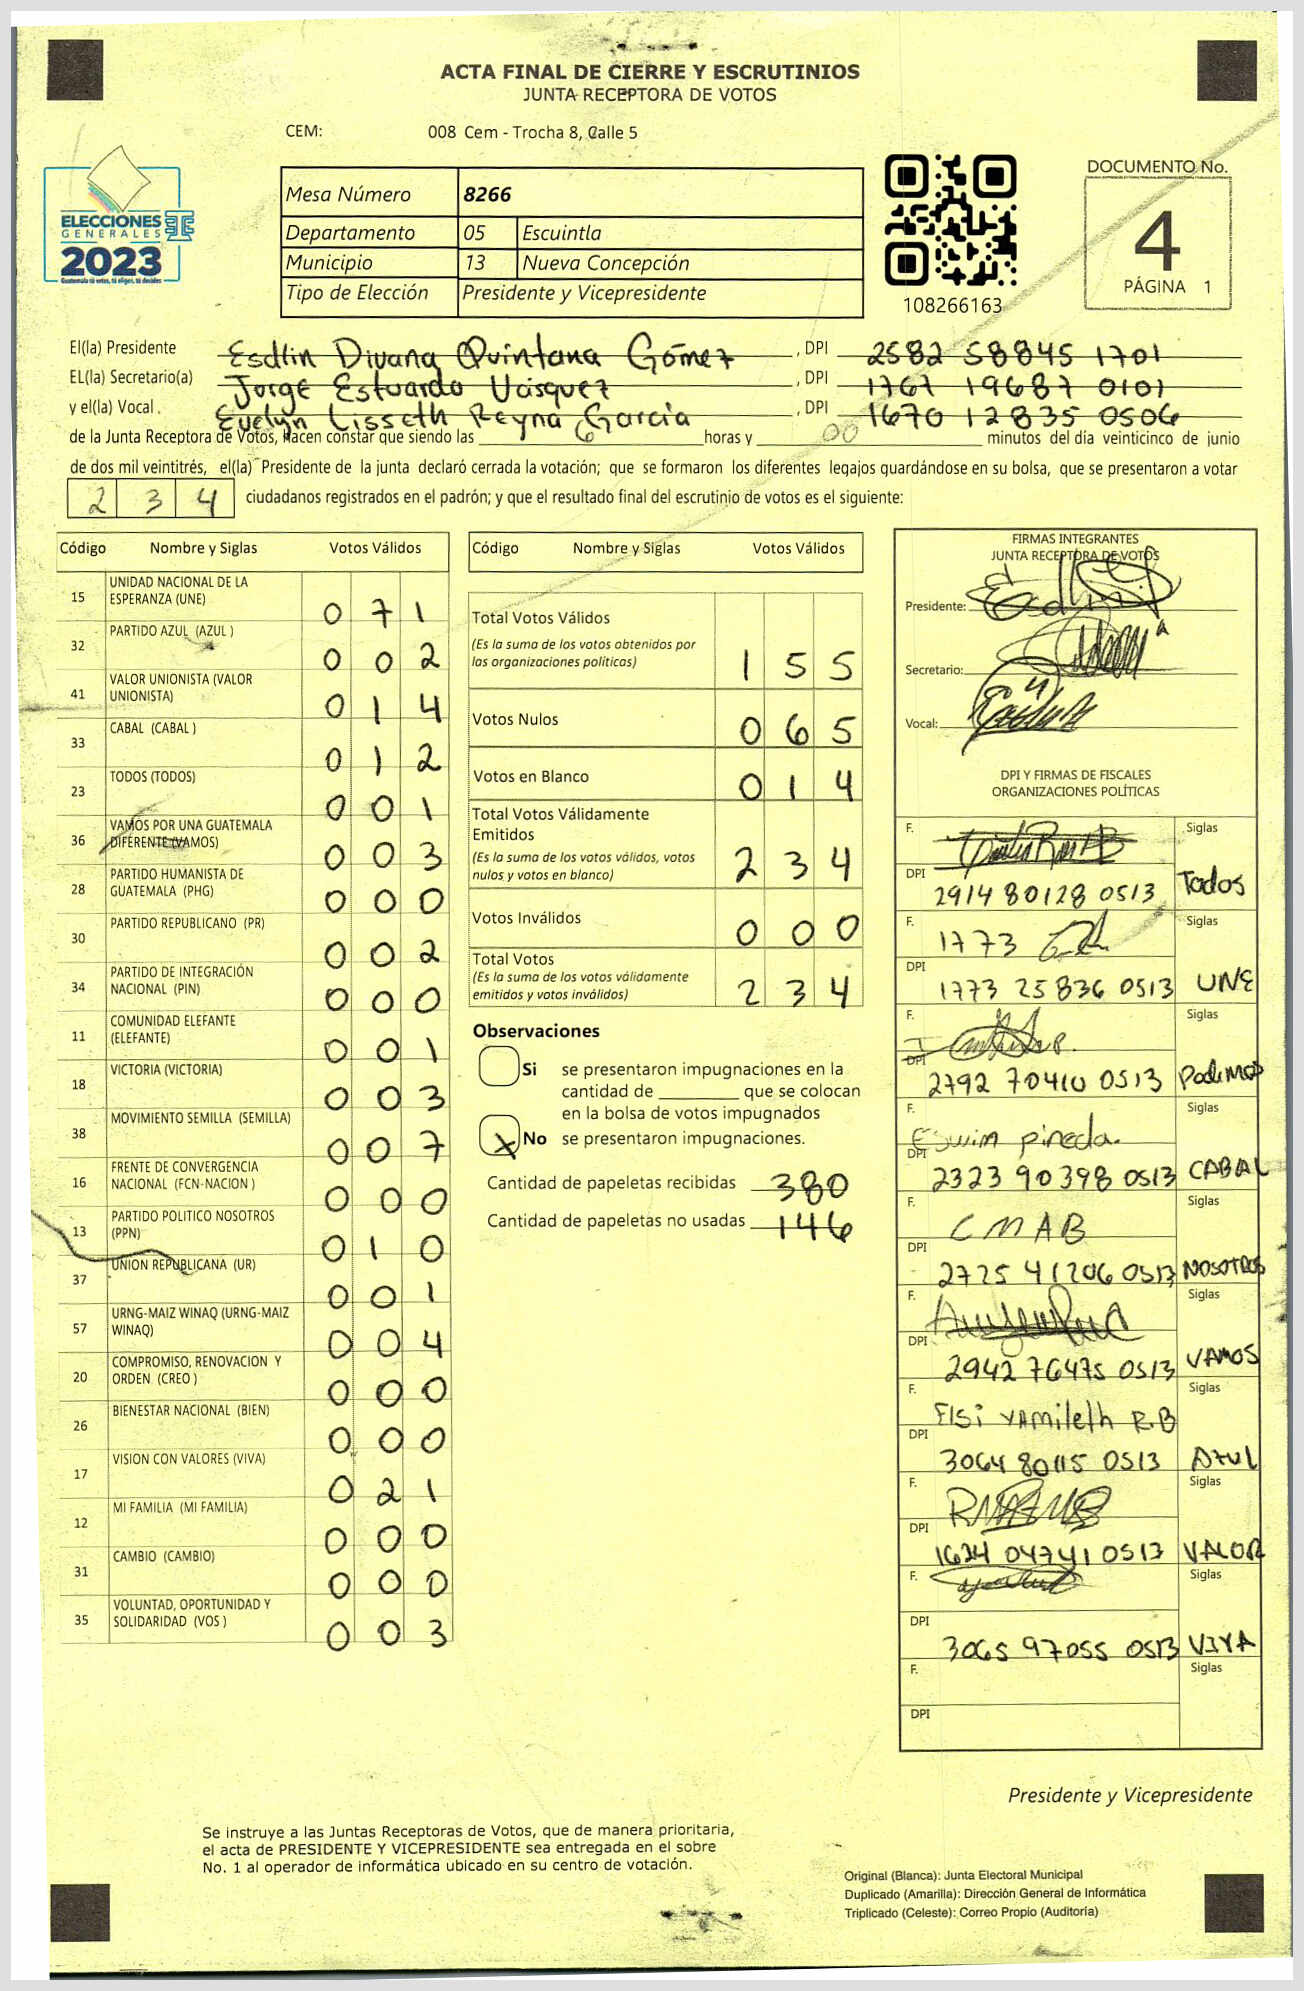 ACTA FINAL DE CIERRE Y ESCRUTINIOS
JUNTA RECEPTORA DE VOTOS
CEM: 008 Cem - Trocha 8, Calle 5
ELECCIONES
GENERALES
2023
Guatemala tú votas, tú eliges, tú decides
Mesa Número 8266
Departamento 05 Escuintla
Municipio 13 Nueva Concepción
Tipo de Elección Presidente y Vicepresidente
108266163
DOCUMENTO No.
4
PÁGINA 1
El(la) Presidente Esdlin Divana Quintana Gómez , DPI 2582 58845 1701
EL(la) Secretario(a) Jorge Estuardo Vásquez , DPI 1767 19687 0101
y el(la) Vocal . Evelyn Lisseth Reyna García , DPI 1670 12835 0506
de la Junta Receptora de Votos, hacen constar que siendo las 6 horas y 00 minutos del día veinticinco de junio
de dos mil veintitrés, el(la) Presidente de la junta declaró cerrada la votación; que se formaron los diferentes legajos guardándose en su bolsa, que se presentaron a votar
2 3 4 ciudadanos registrados en el padrón; y que el resultado final del escrutinio de votos es el siguiente:
Código Nombre y Siglas Votos Válidos
15 UNIDAD NACIONAL DE LA
ESPERANZA (UNE) 0 7 1
32 PARTIDO AZUL (AZUL ) 0 0 2
41 VALOR UNIONISTA (VALOR
UNIONISTA) 0 1 4
33 CABAL (CABAL ) 0 1 2
23 TODOS (TODOS) 0 0 1
36 VAMOS POR UNA GUATEMALA
DIFERENTE (VAMOS) 0 0 3
28 PARTIDO HUMANISTA DE
GUATEMALA (PHG) 0 0 0
30 PARTIDO REPUBLICANO (PR) 0 0 2
34 PARTIDO DE INTEGRACIÓN
NACIONAL (PIN) 0 0 0
11 COMUNIDAD ELEFANTE
(ELEFANTE) 0 0 1
18 VICTORIA (VICTORIA) 0 0 3
38 MOVIMIENTO SEMILLA (SEMILLA) 0 0 7
16 FRENTE DE CONVERGENCIA
NACIONAL (FCN-NACION ) 0 0 0
13 PARTIDO POLITICO NOSOTROS
(PPN) 0 1 0
37 UNION REPUBLICANA (UR) 0 0 1
57 URNG-MAIZ WINAQ (URNG-MAIZ
WINAQ) 0 0 4
20 COMPROMISO, RENOVACION Y
ORDEN (CREO ) 0 0 0
26 BIENESTAR NACIONAL (BIEN) 0 0 0
17 VISION CON VALORES (VIVA) 0 2 1
12 MI FAMILIA (MI FAMILIA) 0 0 0
31 CAMBIO (CAMBIO) 0 0 0
35 VOLUNTAD, OPORTUNIDAD Y
SOLIDARIDAD (VOS ) 0 0 3
Código Nombre y Siglas Votos Válidos
Total Votos Válidos
(Es la suma de los votos obtenidos por
las organizaciones políticas) 1 5 5
Votos Nulos 0 6 5
Votos en Blanco 0 1 4
Total Votos Válidamente
Emitidos
(Es la suma de los votos válidos, votos
nulos y votos en blanco) 2 3 4
Votos Inválidos 0 0 0
Total Votos
(Es la suma de los votos válidamente
emitidos y votos inválidos) 2 3 4
Observaciones
Si se presentaron impugnaciones en la
cantidad de ________ que se colocan
en la bolsa de votos impugnados
X No se presentaron impugnaciones.
Cantidad de papeletas recibidas 380
Cantidad de papeletas no usadas 146
FIRMAS INTEGRANTES
JUNTA RECEPTORA DE VOTOS
Presidente:
Secretario:
Vocal:
DPI Y FIRMAS DE FISCALES
ORGANIZACIONES POLÍTICAS
F. Siglas
DPI 2914 80128 0513 Todos
F. 1773 Siglas
DPI 1773 25836 0513 UNE
F. Siglas
DPI 2792 70410 0513 Podemos
F. Eswin pineda. Siglas
DPI 2323 90398 0513 CABAL
F. CMAB Siglas
DPI 2725 41206 0513 NOSOTROS
F. Siglas
DPI 2942 76475 0513 VAMOS
F. Elsi YAmileth R.B Siglas
DPI 3064 80115 0513 AZUL
F. Siglas
DPI 1624 04741 0513 VALOR
F. Siglas
DPI 3065 97055 0513 VIVA
F. Siglas
DPI
Presidente y Vicepresidente
Se instruye a las Juntas Receptoras de Votos, que de manera prioritaria,
el acta de PRESIDENTE Y VICEPRESIDENTE sea entregada en el sobre
No. 1 al operador de informática ubicado en su centro de votación.
Original (Blanca): Junta Electoral Municipal
Duplicado (Amarilla): Dirección General de Informática
Triplicado (Celeste): Correo Propio (Auditoría)